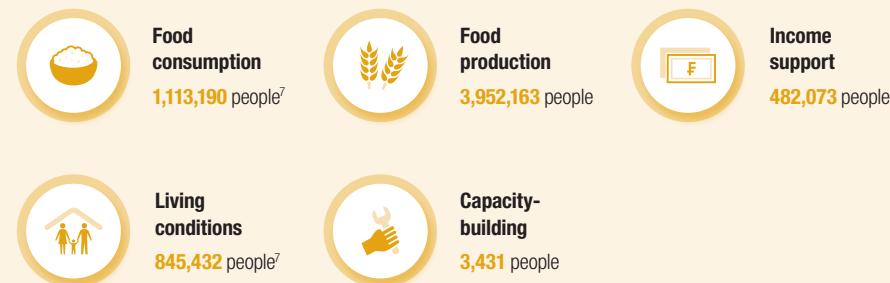 Food
consumption
1,113,190 people7
Food
production
3,952,163 people
₣
Income
support
482,073 people
Living
conditions
845,432 people7
Capacity-
building
3,431 people